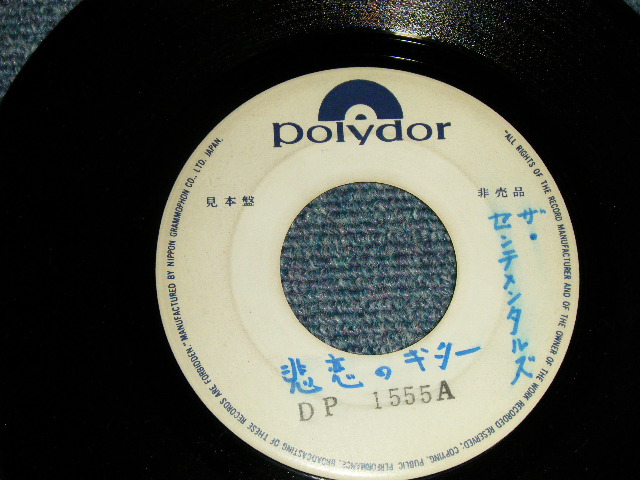 polydor
見本盤
非売品
ザ・
センチメンタルズ
悲恋のギター
DP 1555A
"ALL RIGHTS OF THE RECORD MANUFACTURER AND OF THE OWNER OF THE WORK RECORDED RESERVED; COPYING, PUBLIC PERFORMANCE, BROADCASTING OF THESE RECORDS ARE FORBIDDEN." MANUFACTURED BY NIPPON GRAMMOPHON CO., LTD. JAPAN.